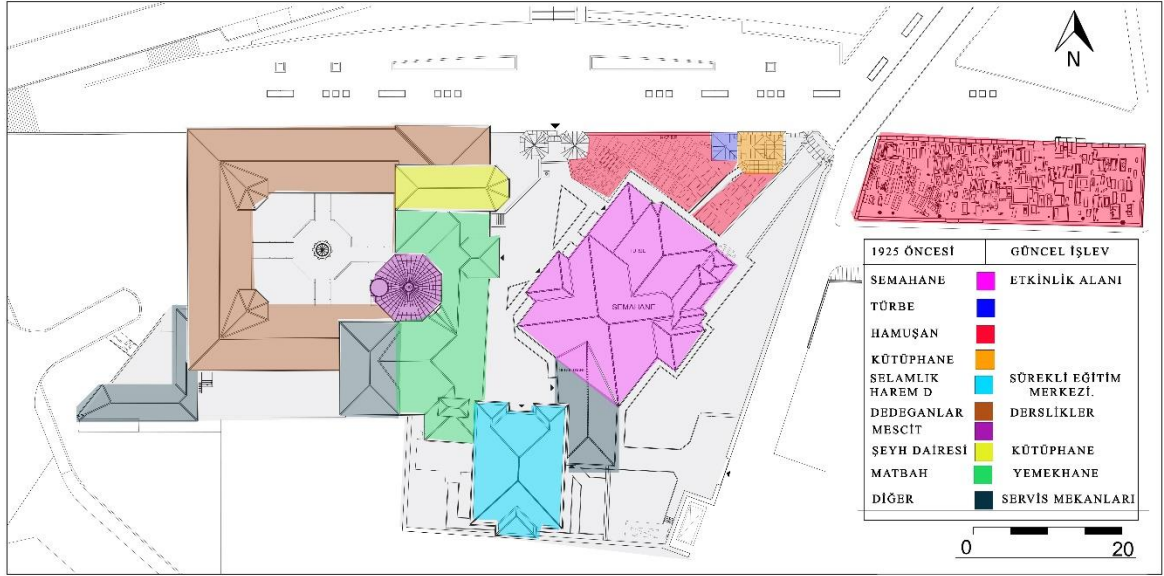 N
SEMAHANE
1925 ÖNCESİ GÜNCEL İŞLEV
SEMAHANE ETKİNLİK ALANI
TÜRBE
HAMUŞAN
KÜTÜPHANE
SELAMLIK SÜREKLİ EĞİTİM
HAREM D MERKEZİ.
DEDEGANLAR DERSLİKLER
MESCİT
ŞEYH DAİRESİ KÜTÜPHANE
MATBAH YEMEKHANE
DİĞER SERVİS MEKANLARI
0 20